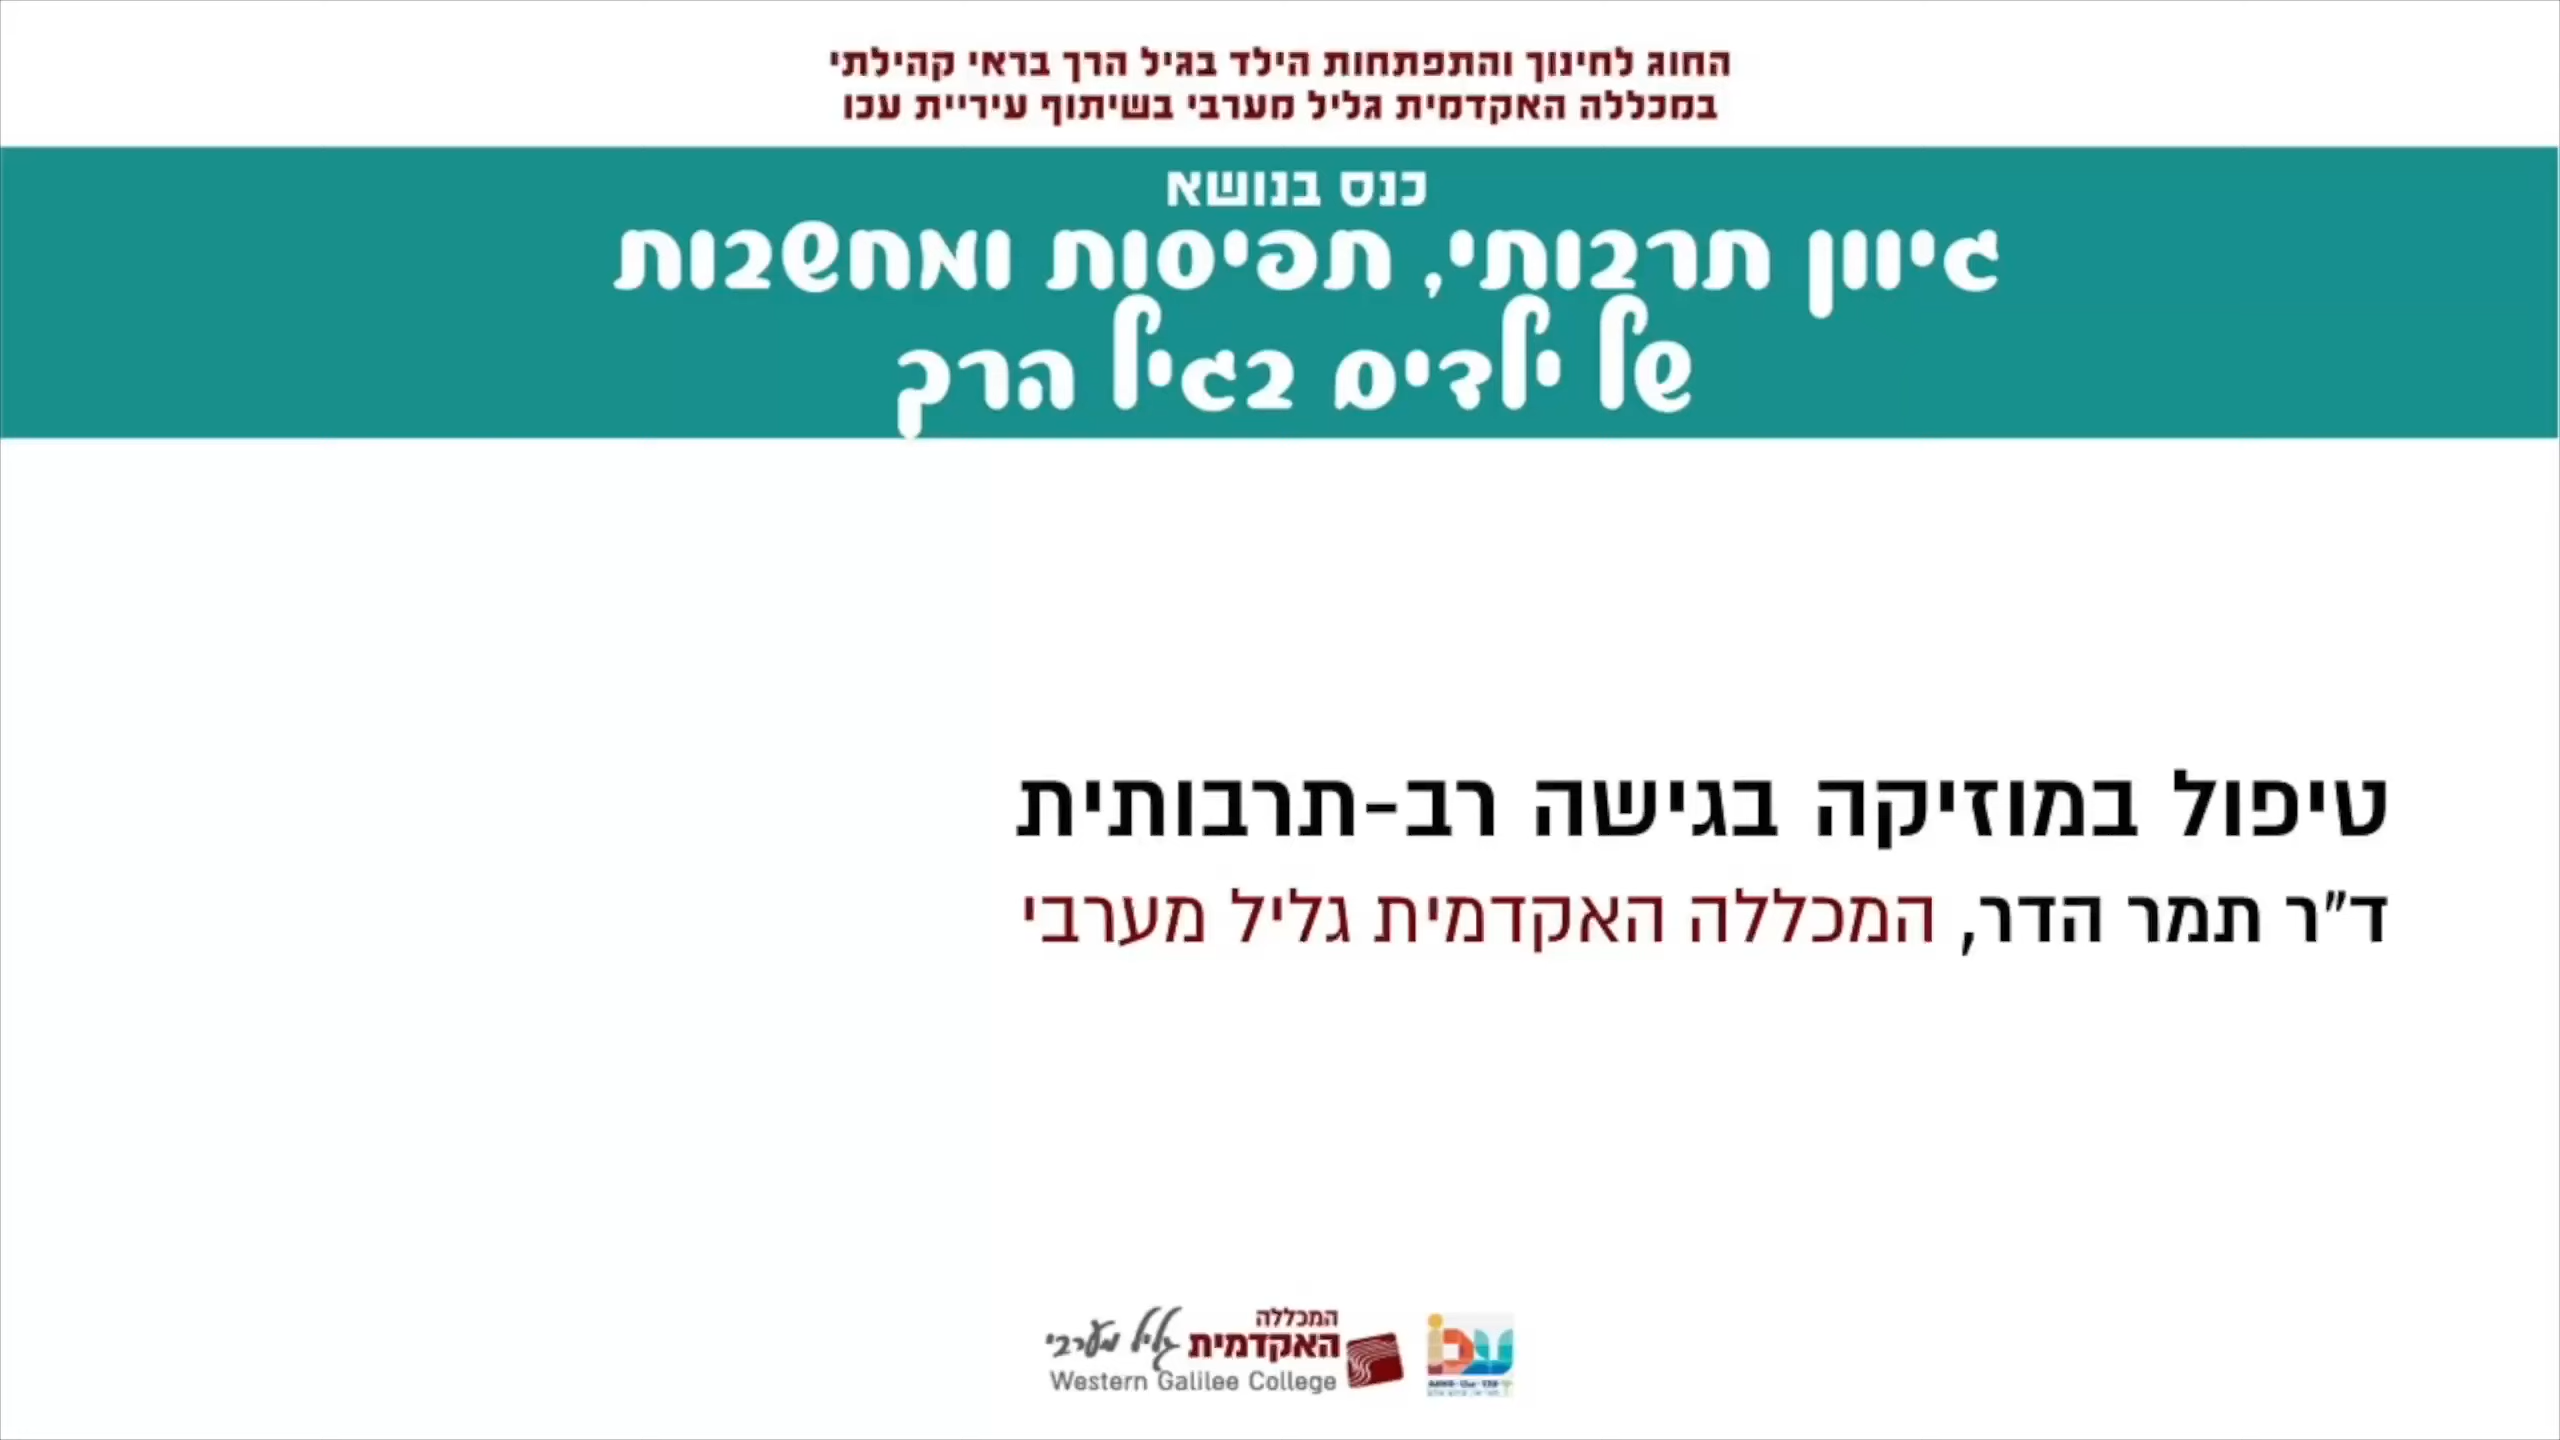 החוג לחינוך והתפתחות הילד בגיל הרך בראי קהילתי
במכללה האקדמית גליל מערבי בשיתוף עיריית עכו
כנס בנושא
גיוון תרבותי, תפיסות ומחשבות
של ילדים בגיל הרך
טיפול במוזיקה בגישה רב-תרבותית
ד"ר תמר הדר, המכללה האקדמית גליל מערבי
המכללה
האקדמית גליל מערבי
Western Galilee College
עכו